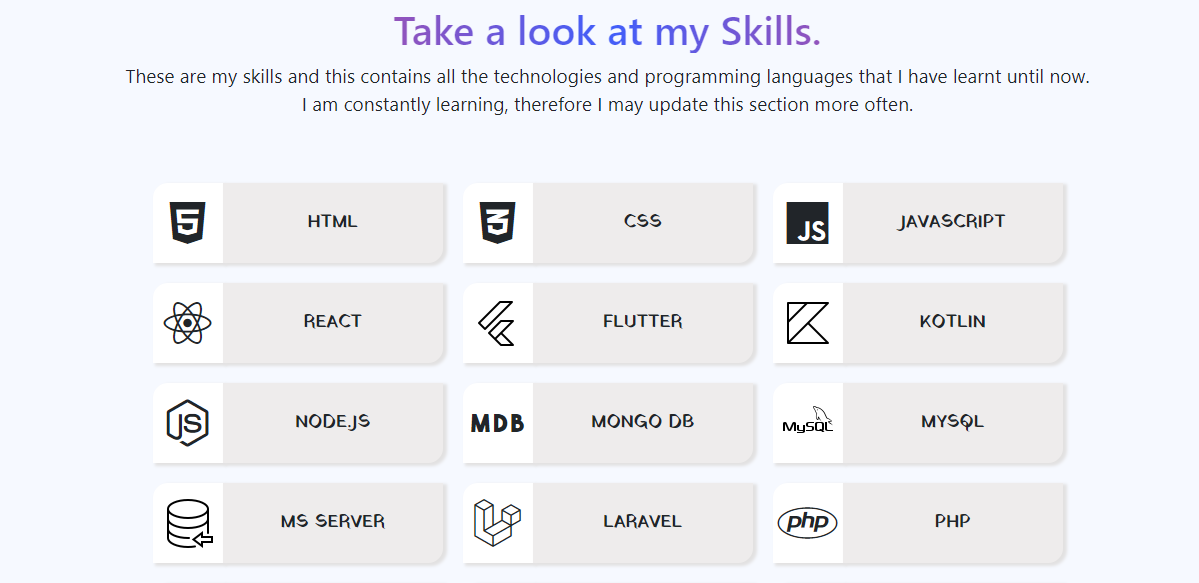 Take a look at my Skills.
These are my skills and this contains all the technologies and programming languages that I have learnt until now.
I am constantly learning, therefore I may update this section more often.
5 HTML
3 CSS
JS JAVASCRIPT
REACT
FLUTTER
KOTLIN
JS NODE.JS
MDB MONGO DB
MySQL MYSQL
MS SERVER
LARAVEL
php PHP